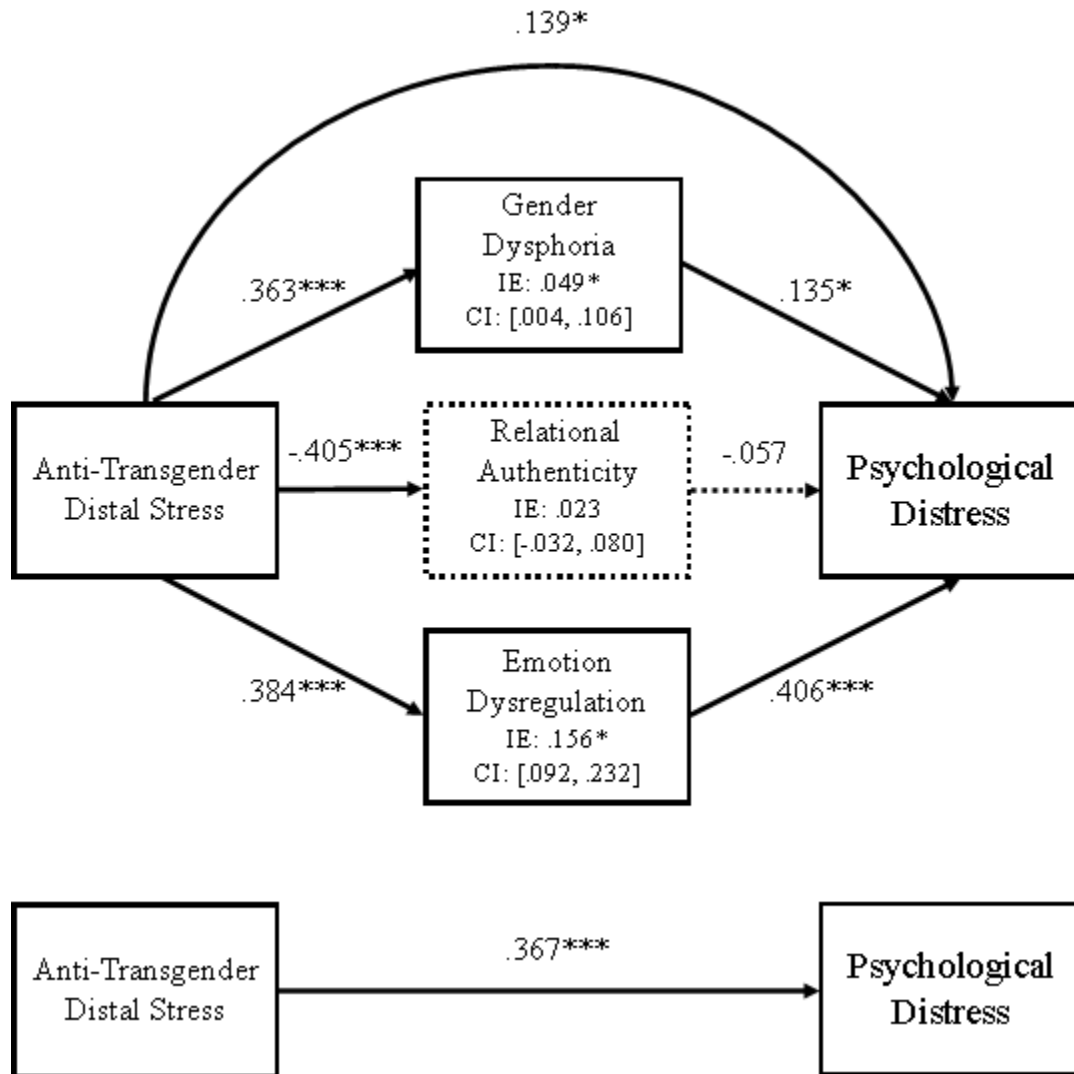 .139*
Gender
Dysphoria
IE: .049*
CI: [.004, .106]
.363***
.135*
Anti-Transgender
Distal Stress
-.405***
Relational
Authenticity
IE: .023
CI: [-.032, .080]
-.057
Psychological
Distress
.384***
Emotion
Dysregulation
IE: .156*
CI: [.092, .232]
.406***
Anti-Transgender
Distal Stress
.367***
Psychological
Distress